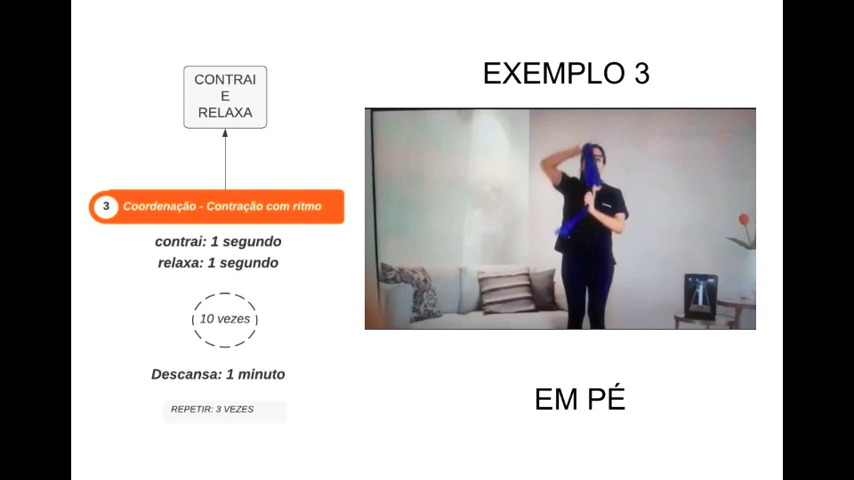 CONTRAI
E
RELAXA
3 Coordenação - Contração com ritmo
contrai: 1 segundo
relaxa: 1 segundo
10 vezes
Descansa: 1 minuto
REPETIR: 3 VEZES
EXEMPLO 3
EM PÉ